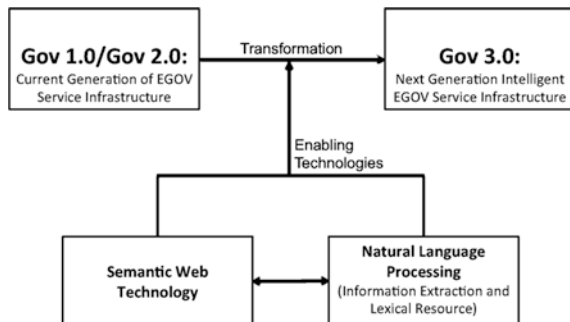 Gov 1.0/Gov 2.0:
Current Generation of EGOV
Service Infrastructure
Transformation
Gov 3.0:
Next Generation Intelligent
EGOV Service Infrastructure
Enabling
Technologies
Semantic Web
Technology
Natural Language
Processing
(Information Extraction and
Lexical Resource)